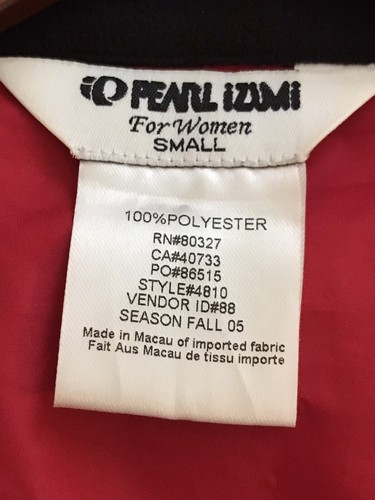 PEARL iZUMi
For Women
SMALL
100%POLYESTER
RN#80327
CA#40733
PO#86515
STYLE#4810
VENDOR ID#88
SEASON FALL 05
Made in Macau of imported fabric
Fait Aus Macau de tissu importe